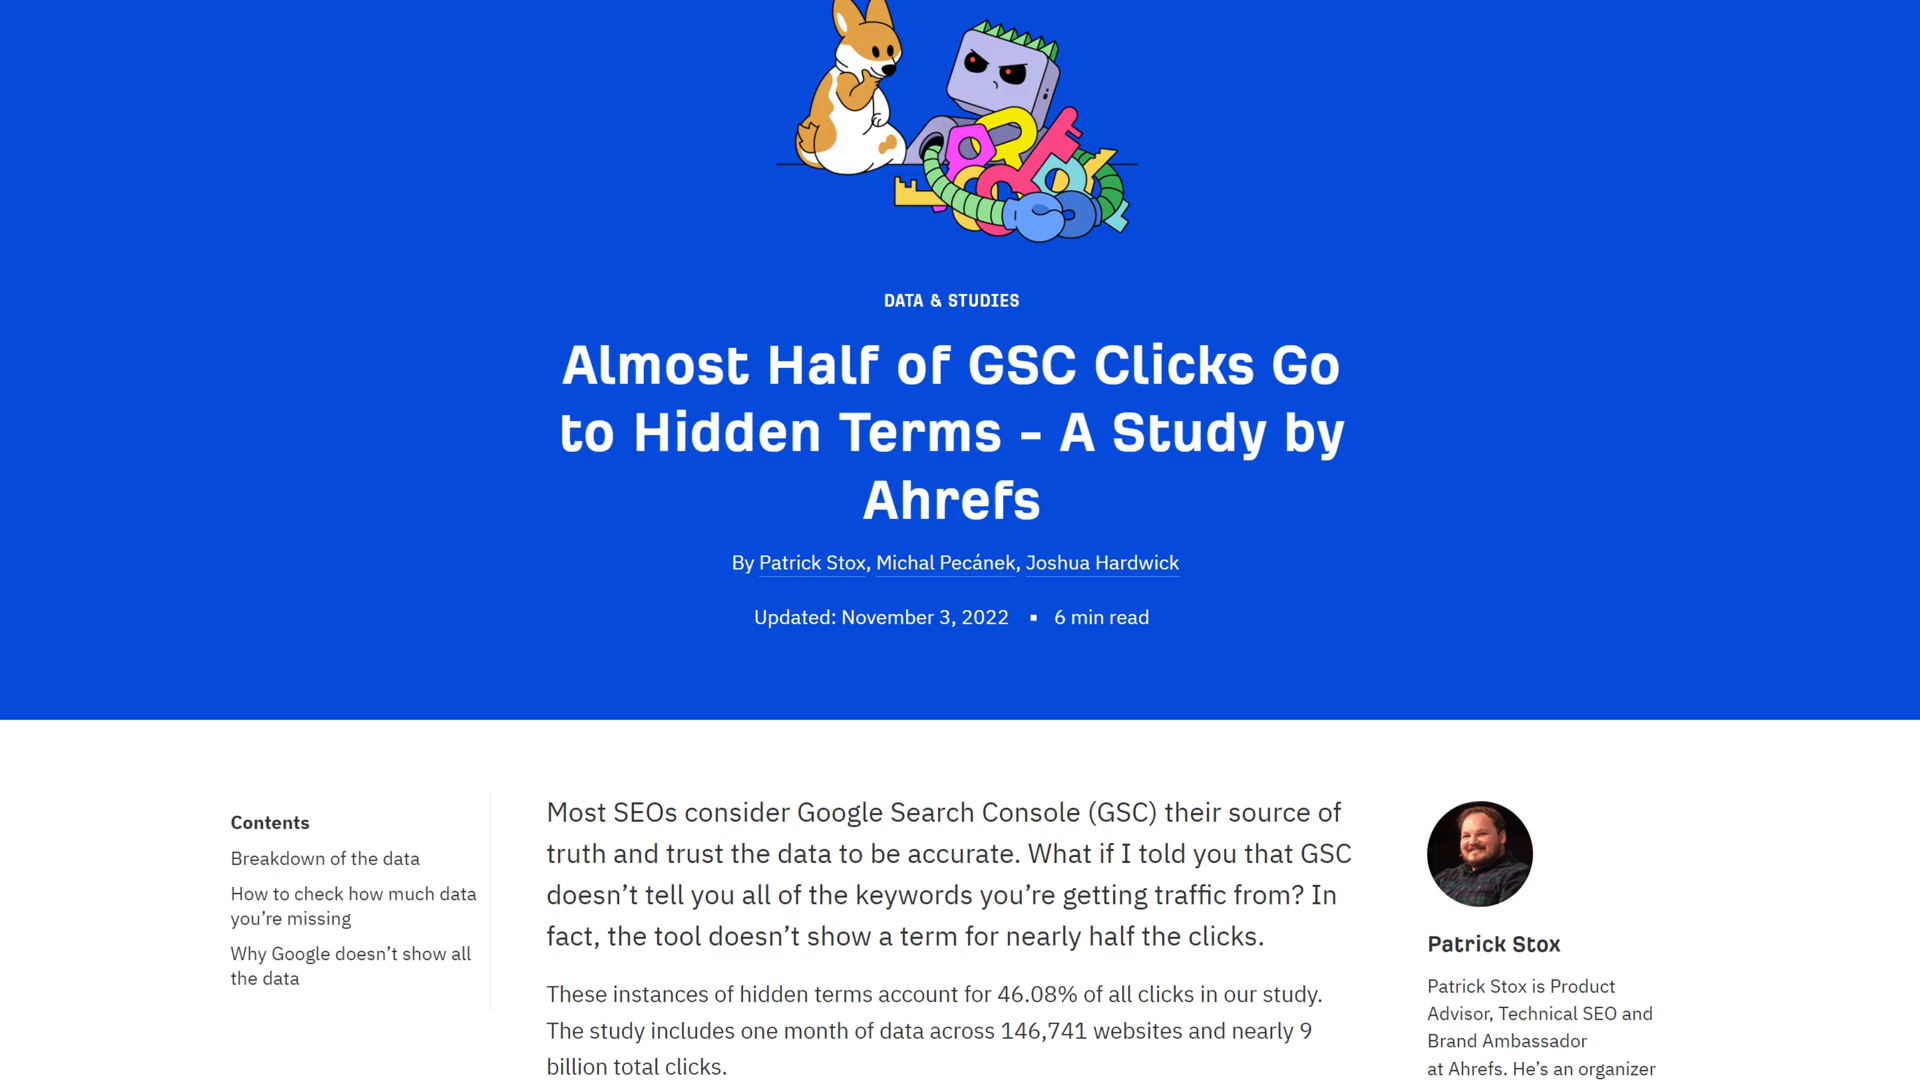 DATA & STUDIES
Almost Half of GSC Clicks Go
to Hidden Terms – A Study by
Ahrefs
By Patrick Stox, Michal Pecánek, Joshua Hardwick
Updated: November 3, 2022 ▪ 6 min read
Contents
Breakdown of the data
How to check how much data
you’re missing
Why Google doesn’t show all
the data
Most SEOs consider Google Search Console (GSC) their source of
truth and trust the data to be accurate. What if I told you that GSC
doesn’t tell you all of the keywords you’re getting traffic from? In
fact, the tool doesn’t show a term for nearly half the clicks.
These instances of hidden terms account for 46.08% of all clicks in our study.
The study includes one month of data across 146,741 websites and nearly 9
billion total clicks.
Patrick Stox
Patrick Stox is Product
Advisor, Technical SEO and
Brand Ambassador
at Ahrefs. He’s an organizer